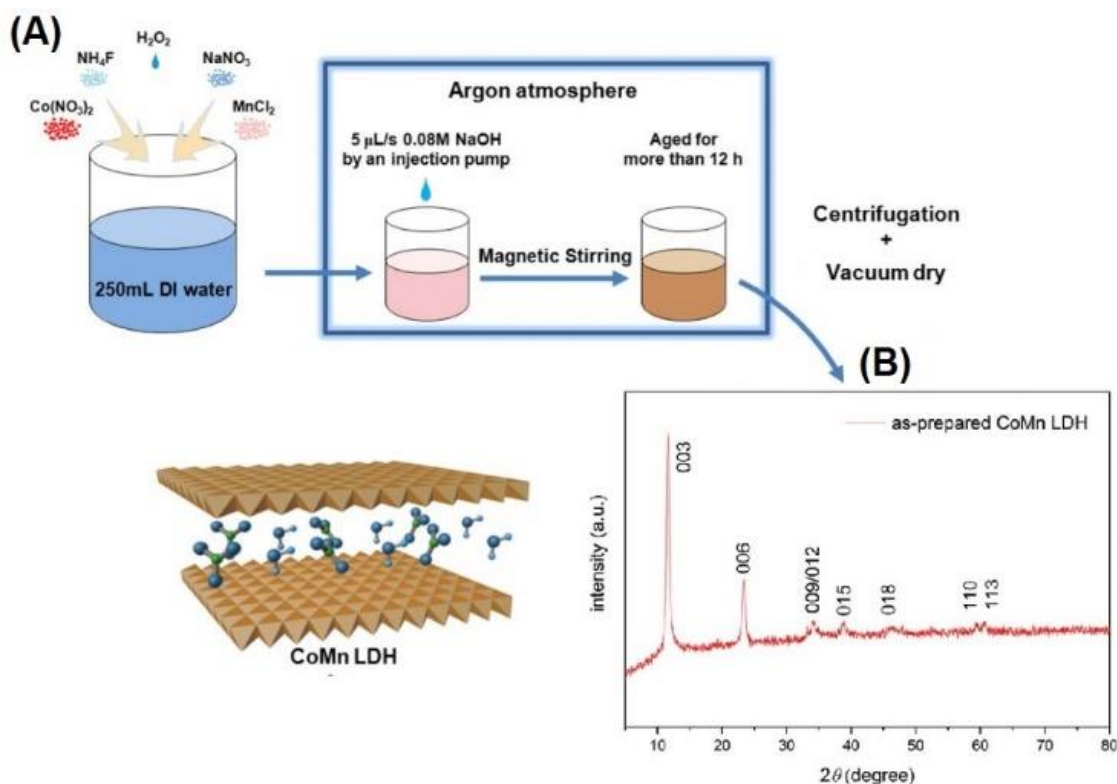 (A)
H₂O₂
NH₄F
NaNO₃
Co(NO₃)₂
MnCl₂
250mL DI water
Argon atmosphere
5 μL/s 0.08M NaOH
by an injection pump
Aged for
more than 12 h
Magnetic Stirring
Centrifugation
+
Vacuum dry
CoMn LDH
(B)
as-prepared CoMn LDH
003
006
009/012
015
018
110
113
intensity (a.u.)
10 20 30 40 50 60 70 80
2θ (degree)